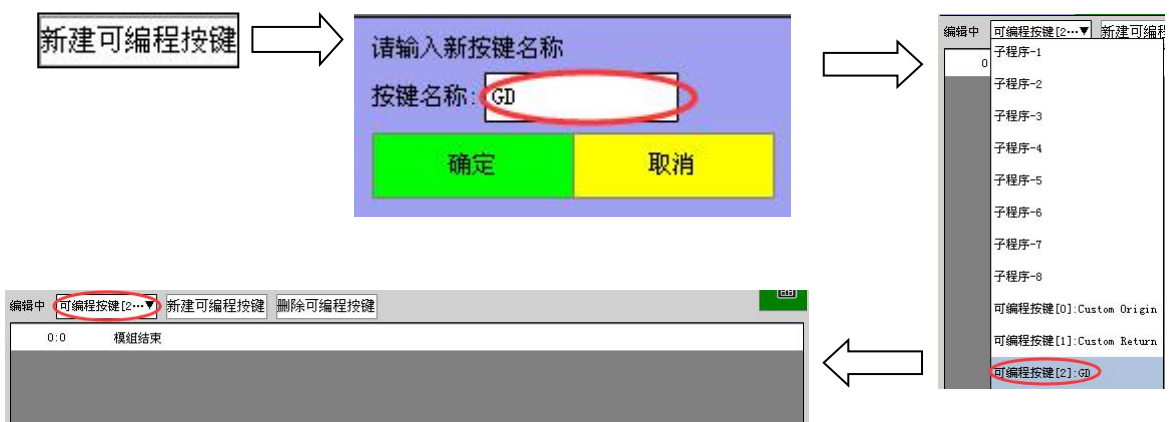 新建可编程按键
请输入新按键名称
按键名称: GD
确定
取消
编辑中 可编程按键[2…▼ 新建可编程
0
子程序-1
子程序-2
子程序-3
子程序-4
子程序-5
子程序-6
子程序-7
子程序-8
可编程按键[0]:Custom Origin
可编程按键[1]:Custom Return
可编程按键[2]:GD
编辑中 可编程按键[2…▼ 新建可编程按键 删除可编程按键
0:0 模组结束